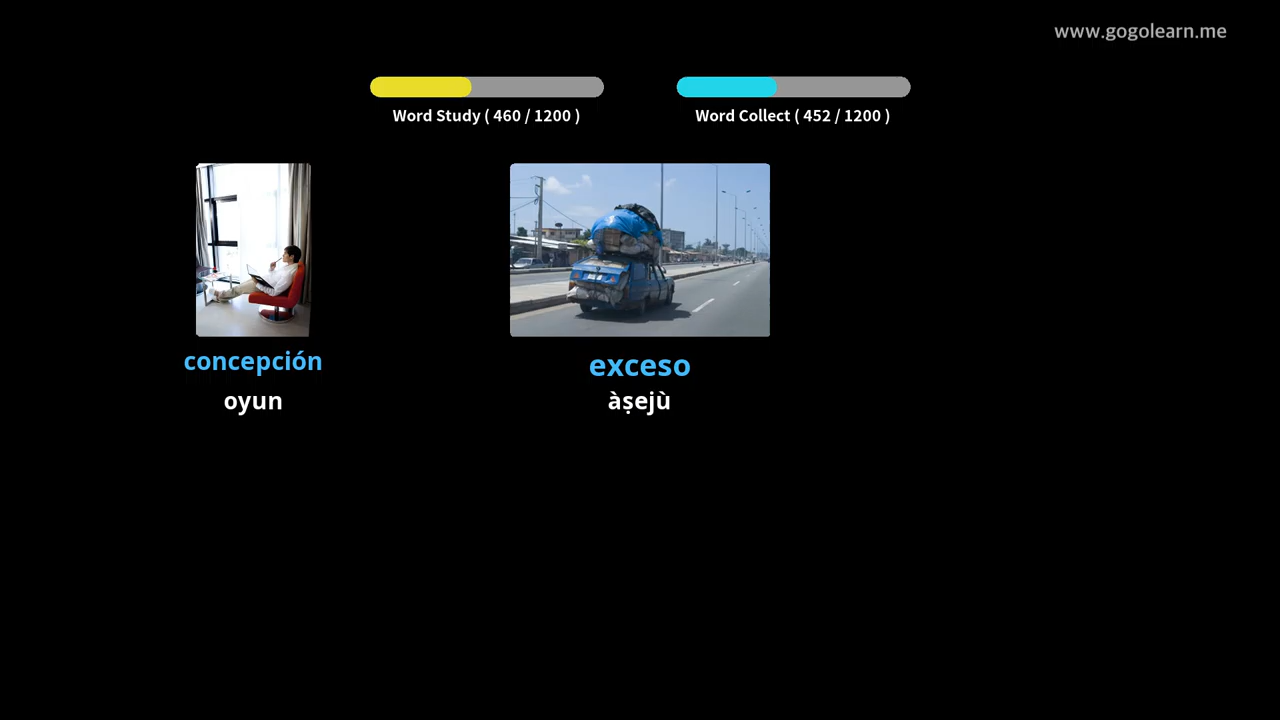 www.gogolearn.me
Word Study ( 460 / 1200 )
Word Collect ( 452 / 1200 )
concepción
oyun
exceso
àṣejù